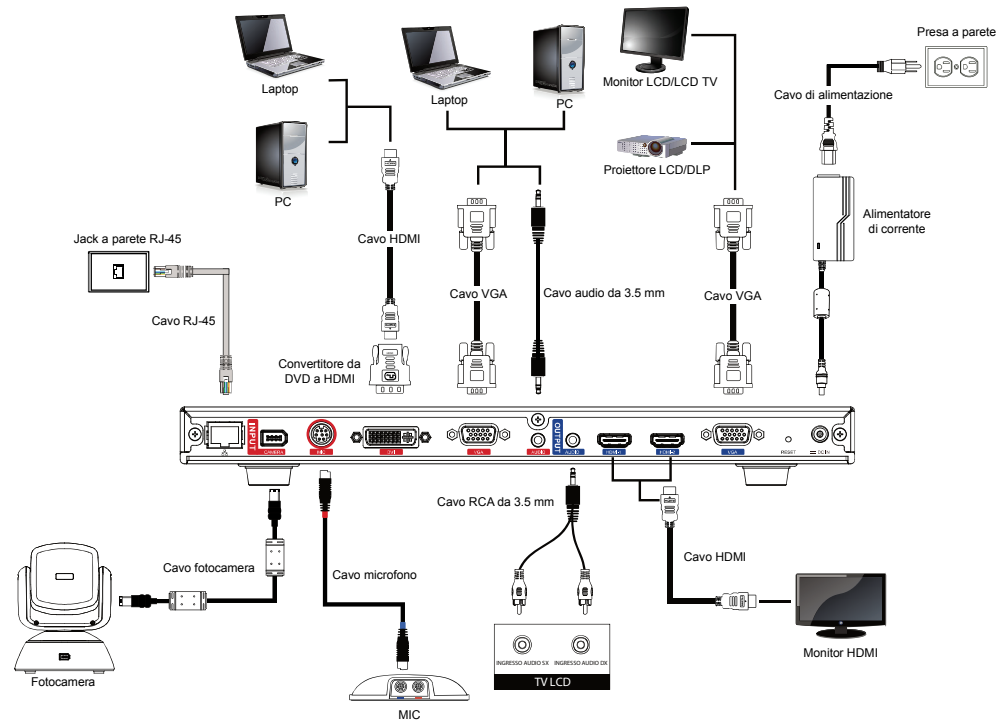 Presa a parete
Laptop
Laptop
PC
Monitor LCD/LCD TV
Cavo di alimentazione
PC
Proiettore LCD/DLP
Alimentatore
di corrente
Jack a parete RJ-45
Cavo HDMI
Cavo VGA
Cavo audio da 3.5 mm
Cavo VGA
Cavo RJ-45
Convertitore da
DVD a HDMI
INPUT
CAMERA
MIC
DVI
VGA
AUDIO
OUTPUT
AUDIO
HDMI-1
HDMI-2
VGA
RESET
DC IN
Cavo RCA da 3.5 mm
Cavo HDMI
Cavo fotocamera
Cavo microfono
INGRESSO AUDIO SX
INGRESSO AUDIO DX
TV LCD
Monitor HDMI
Fotocamera
MIC